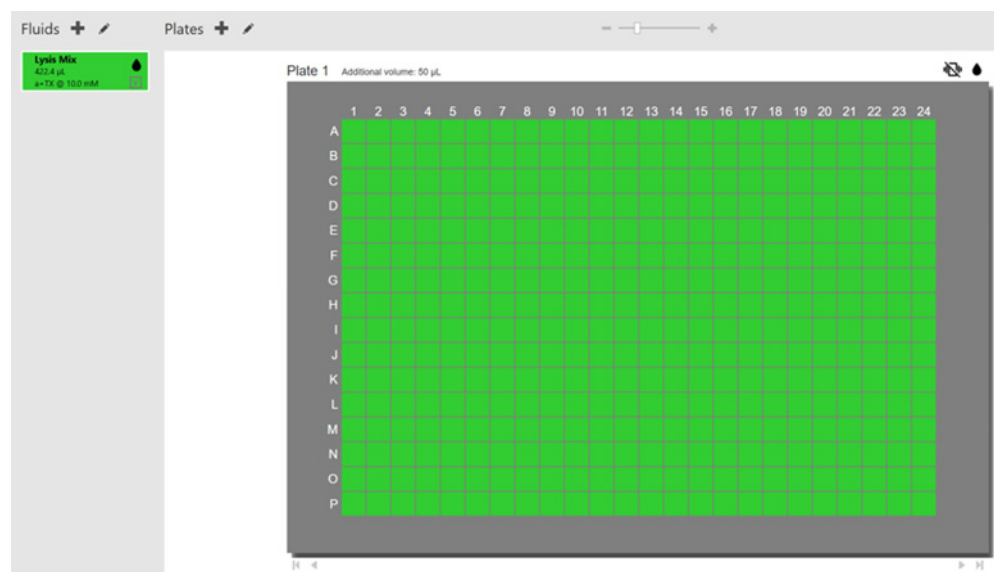 Fluids
Plates
Lysis Mix
422.4 µL
a+TX @ 10.0 mM
Plate 1 Additional volume: 50 µL
1 2 3 4 5 6 7 8 9 10 11 12 13 14 15 16 17 18 19 20 21 22 23 24
A
B
C
D
E
F
G
H
I
J
K
L
M
N
O
P